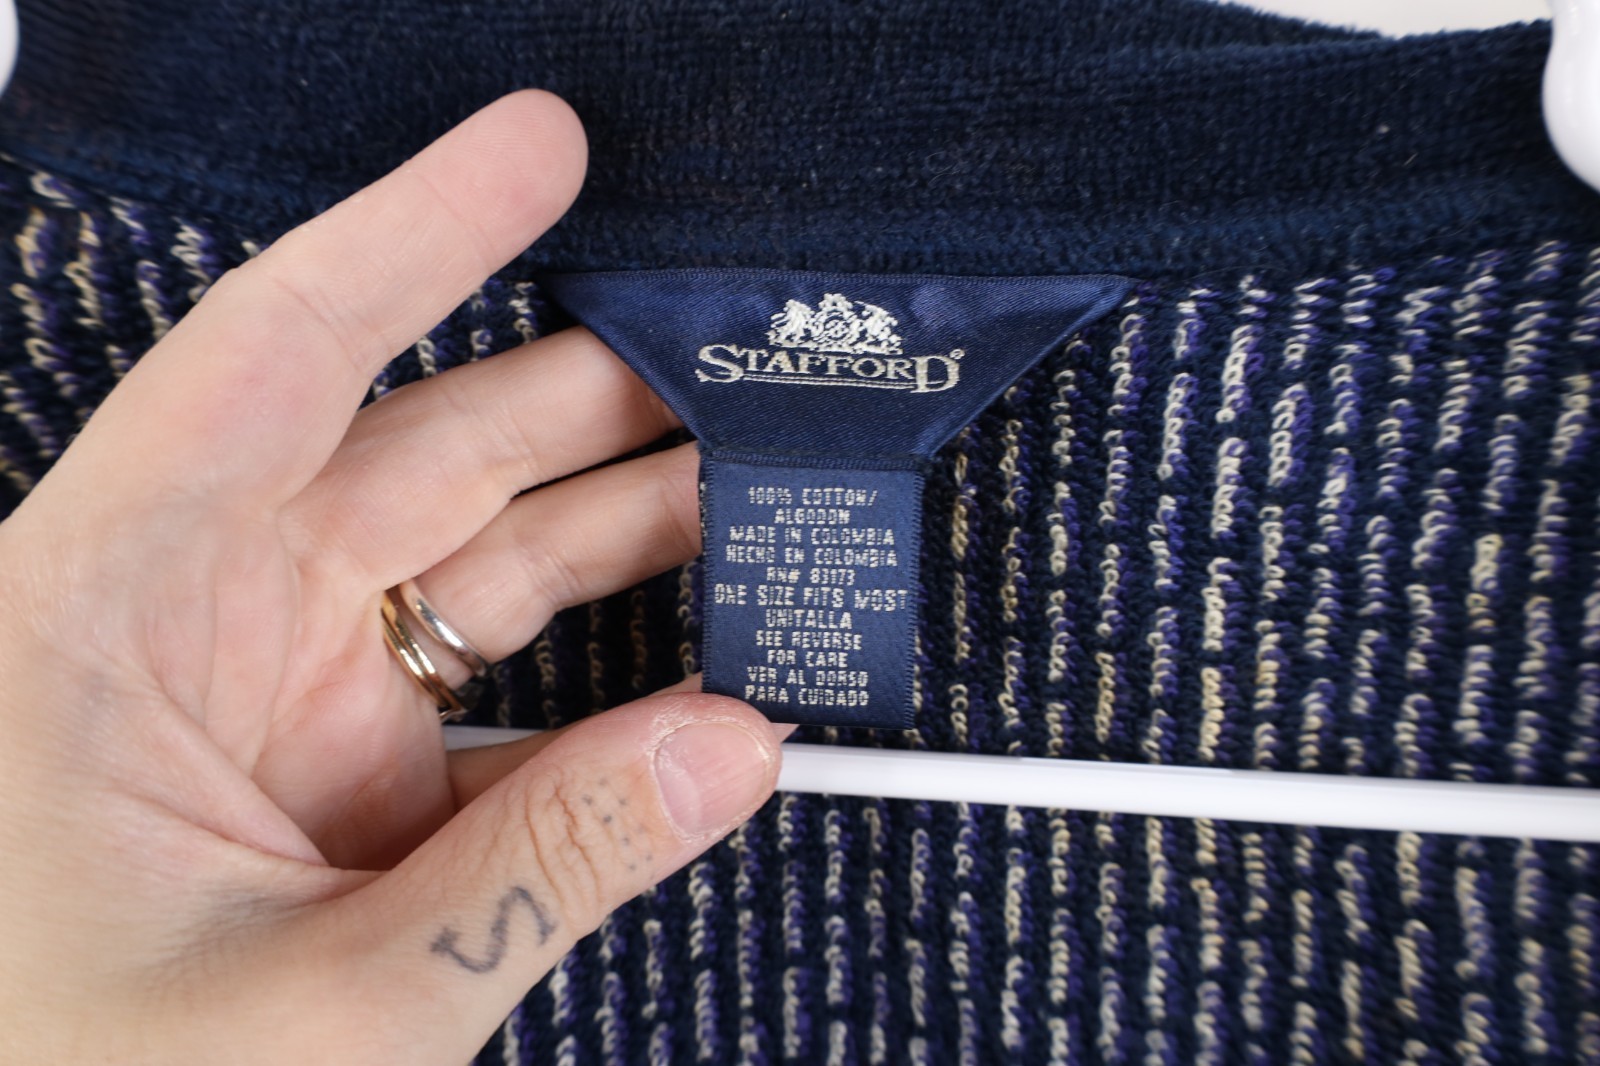 STAFFORD®
100% COTTON/
ALGODON
MADE IN COLOMBIA
HECHO EN COLOMBIA
RN# 83173
ONE SIZE FITS MOST
UNITALLA
SEE REVERSE
FOR CARE
VER AL DORSO
PARA CUIDADO